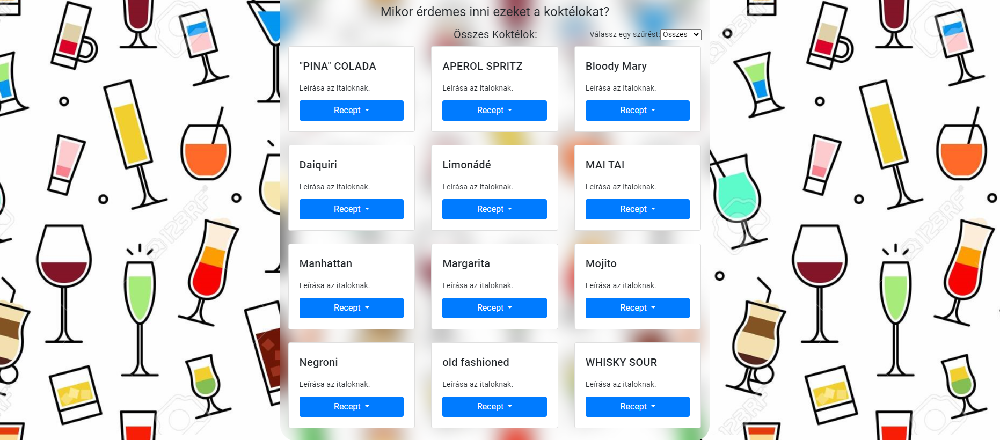 Mikor érdemes inni ezeket a koktélokat?
Összes Koktélok:
Válassz egy szűrést: Összes
"PINA" COLADA
Leírása az italoknak.
Recept
APEROL SPRITZ
Leírása az italoknak.
Recept
Bloody Mary
Leírása az italoknak.
Recept
Daiquiri
Leírása az italoknak.
Recept
Limonádé
Leírása az italoknak.
Recept
MAI TAI
Leírása az italoknak.
Recept
Manhattan
Leírása az italoknak.
Recept
Margarita
Leírása az italoknak.
Recept
Mojito
Leírása az italoknak.
Recept
Negroni
Leírása az italoknak.
Recept
old fashioned
Leírása az italoknak.
Recept
WHISKY SOUR
Leírása az italoknak.
Recept
123RF
123RF
123RF
123RF